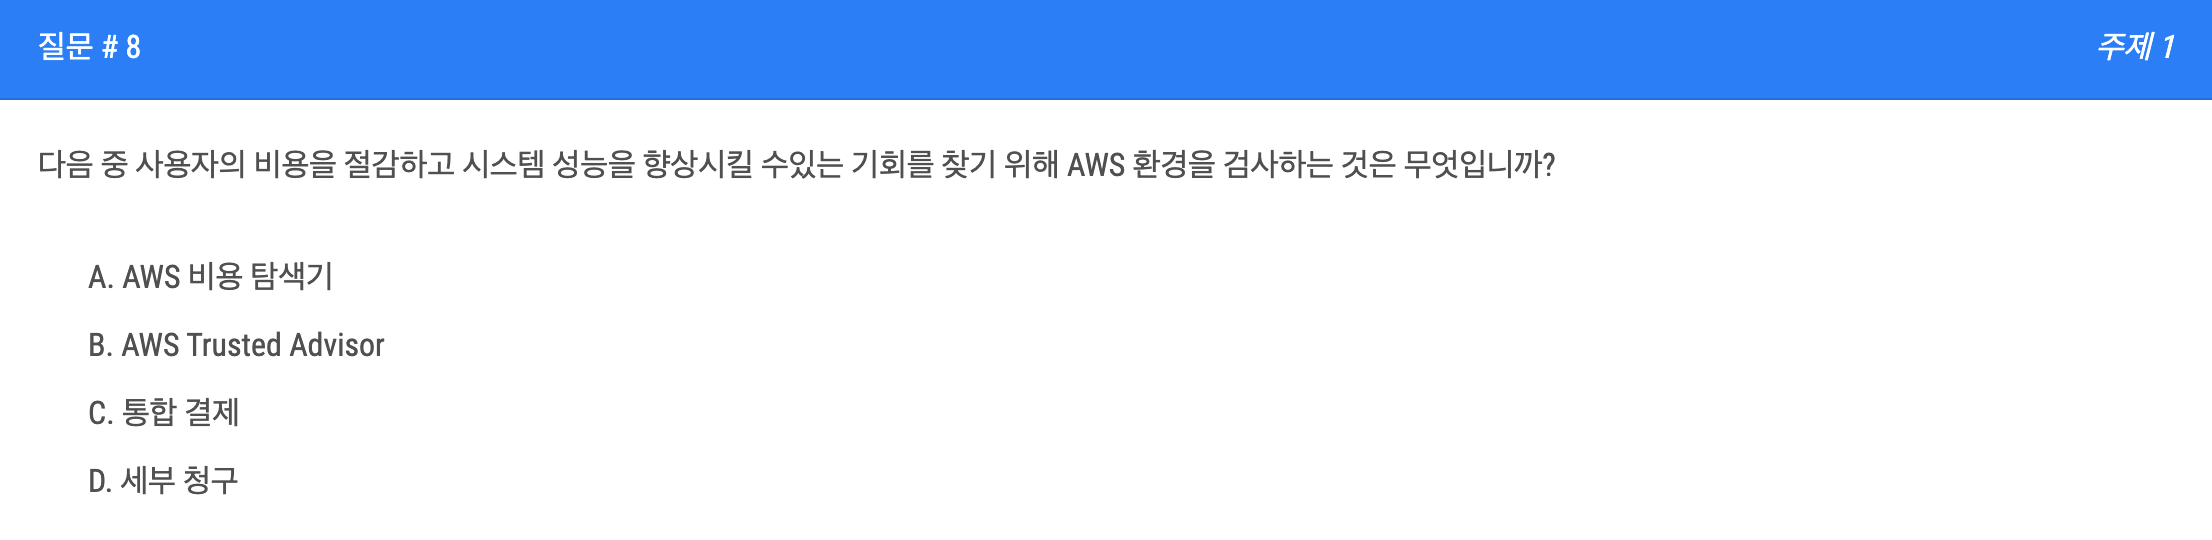 질문 # 8
주제 1
다음 중 사용자의 비용을 절감하고 시스템 성능을 향상시킬 수있는 기회를 찾기 위해 AWS 환경을 검사하는 것은 무엇입니까?
A. AWS 비용 탐색기
B. AWS Trusted Advisor
C. 통합 결제
D. 세부 청구